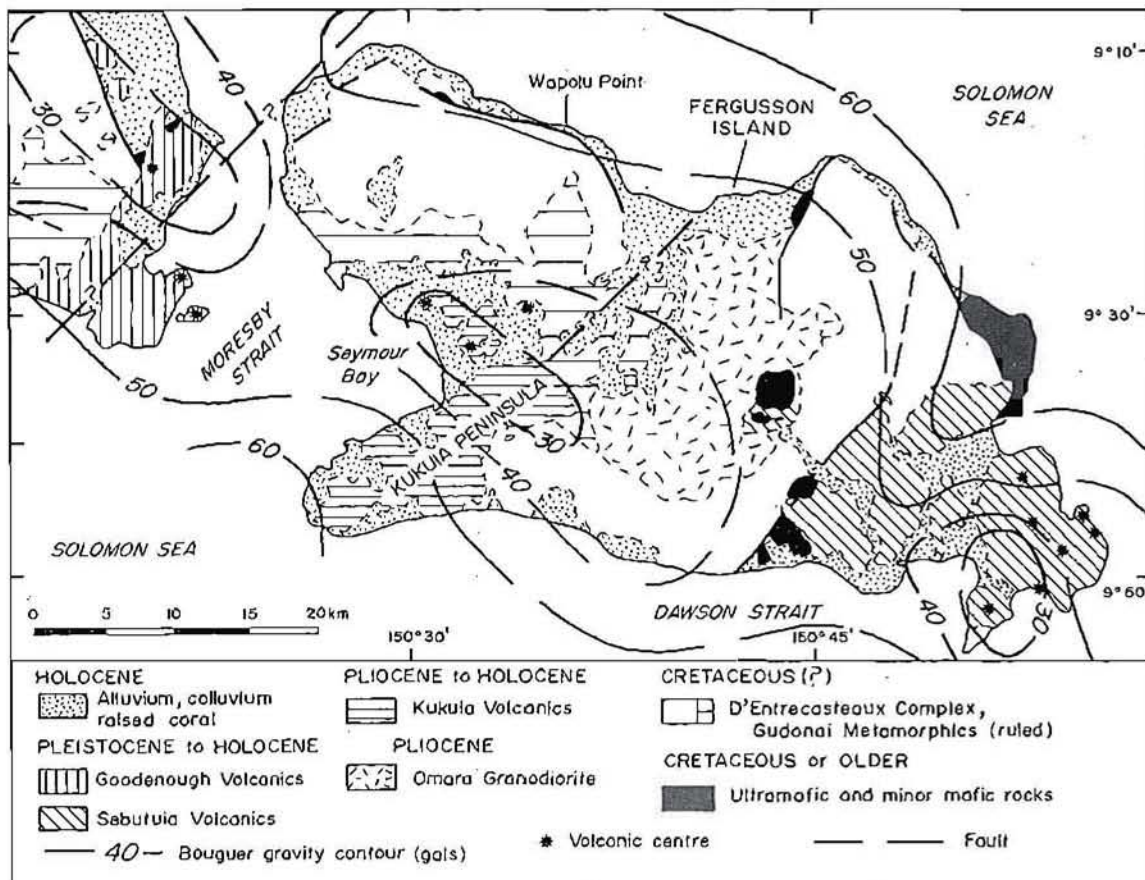 40
30
Wapolu Point
FERGUSSON
ISLAND
60
SOLOMON
SEA
9° 10'
50
9° 30'
MORESBY
STRAIT
50
Seymour
Bay
KUKUIA PENINSULA
30
40
60
SOLOMON SEA
DAWSON STRAIT
40
30
9° 60'
0 5 10 15 20 km
150° 30'
150° 45'
HOLOCENE
Alluvium, colluvium
raised coral
PLEISTOCENE to HOLOCENE
Goodenough Volcanics
Sebutuia Volcanics
PLIOCENE to HOLOCENE
Kukuia Volcanics
PLIOCENE
Omara Granodiorite
CRETACEOUS (?)
D'Entrecasteaux Complex,
Gudonai Metamorphics (ruled)
CRETACEOUS or OLDER
Ultramafic and minor mafic rocks
40 Bouguer gravity contour (gals)
Volcanic centre
Fault